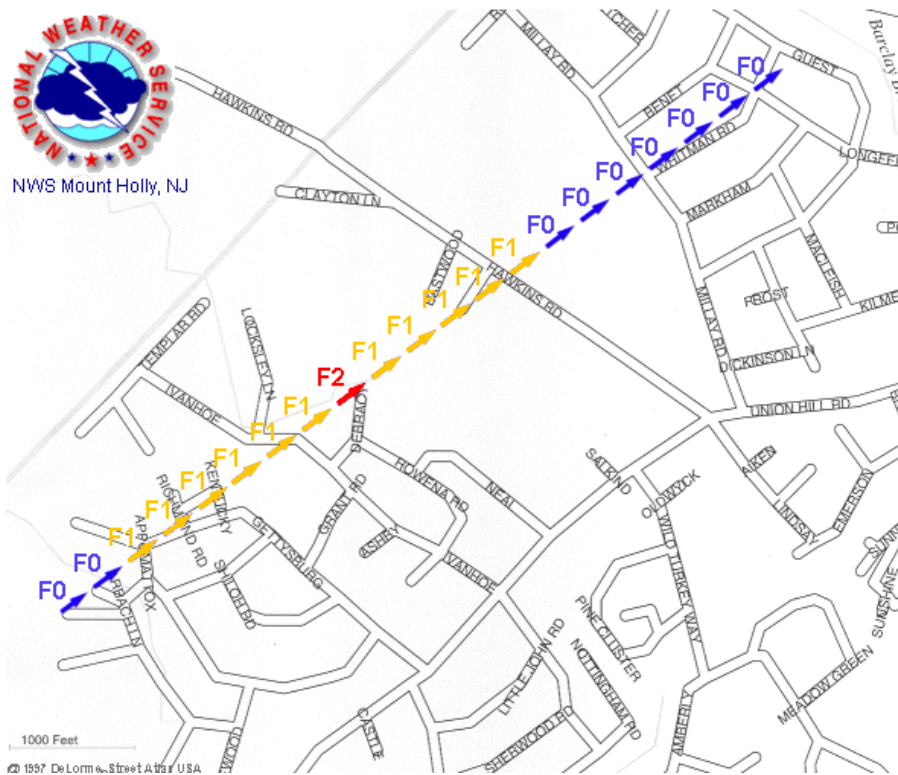 NATIONAL WEATHER SERVICE
NWS Mount Holly, NJ
HAWKINS RD
MILLAY RD
GUEST
BENET
F0
F0
F0
F0
WHITMAN RD
CLAYTON LN
F0
F0
F0
MARKHAM
F1
F1
F1
HAWKINS RD
MACLEISH
FROST
MILLAY RD
TEMPLAR RD
LOCKSLEY LN
F1
F1
DICKINSON LN
F2
IVANHOE
F1
UNION HILL RD
F1
F1
F1
F1
F1
KENTUCKY
RICHMOND RD
GRANT RD
ROWENA RD
NEAL
SALKIND
AIKEN
OLDWYCK
LINDSAY
EMERSON
GETTYSBURG
ASHBY
IVANHOE
WILD TURKEY WAY
F0
F0
SHILOH RD
SUNSHINE
PINE CLUSTER
LITTLE JOHN RD
NOTTINGHAM RD
MEADOW GREEN
AMBERLY
CASTLE
SHERWOOD RD
1000 Feet
@ 1997 DeLorme. Street Atlas USA